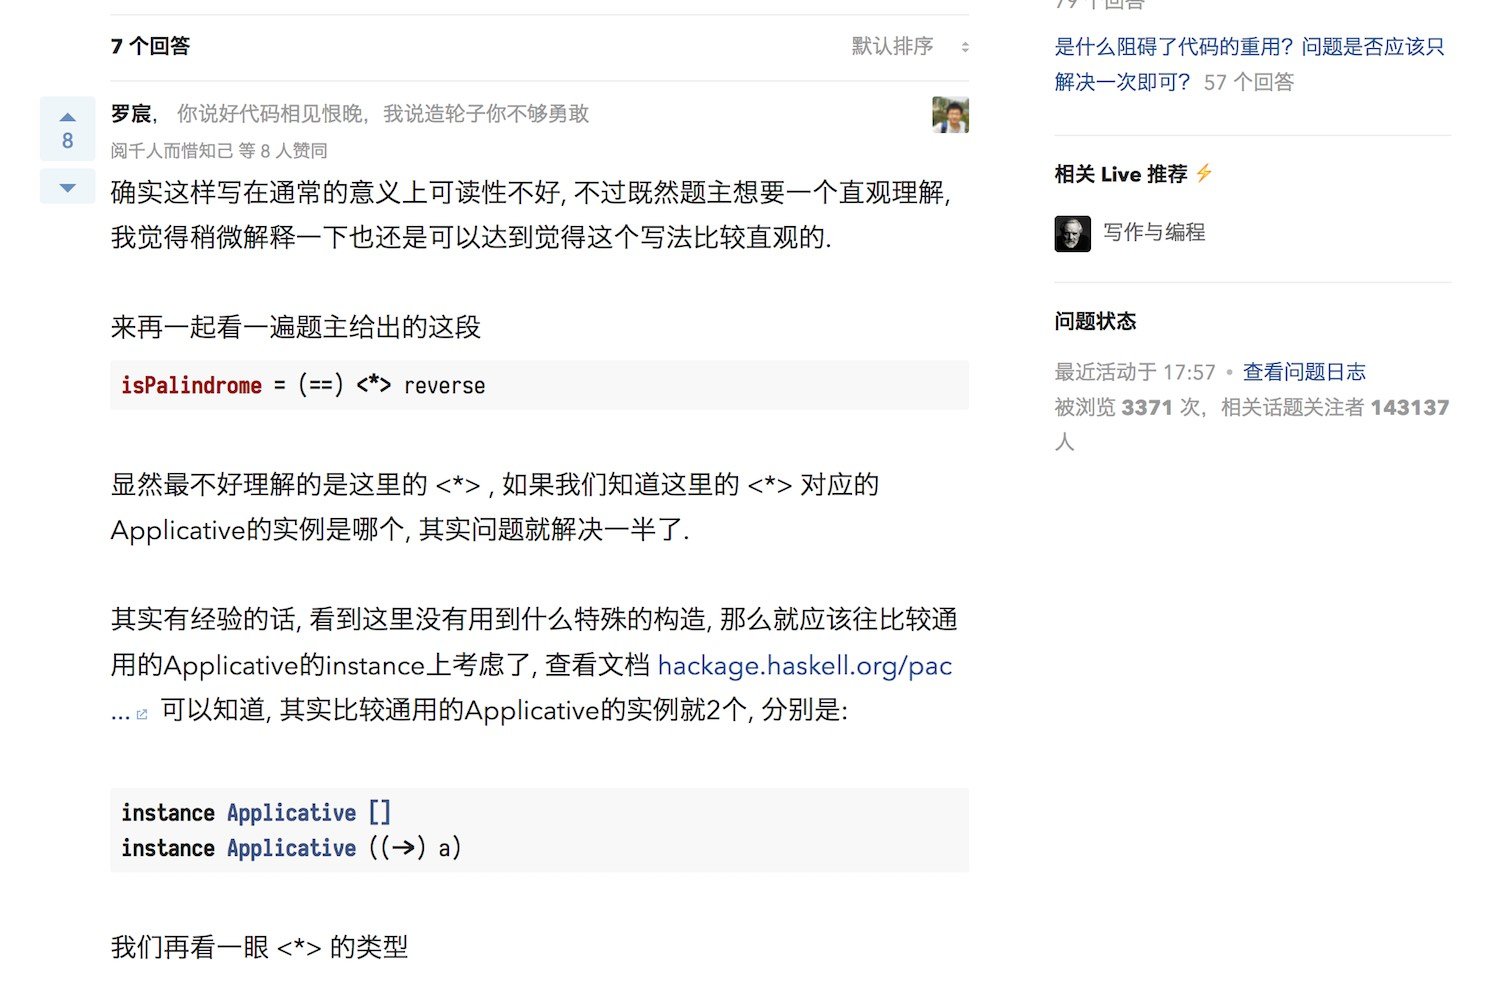 7 个回答
默认排序
罗宸，你说好代码相见恨晚，我说造轮子你不够勇敢
8
阅千人而惜知己 等 8 人赞同
确实这样写在通常的意义上可读性不好, 不过既然题主想要一个直观理解,
我觉得稍微解释一下也还是可以达到觉得这个写法比较直观的.
来再一起看一遍题主给出的这段
isPalindrome = (==) <*> reverse
显然最不好理解的是这里的 <*> , 如果我们知道这里的 <*> 对应的
Applicative的实例是哪个, 其实问题就解决一半了.
其实有经验的话, 看到这里没有用到什么特殊的构造, 那么就应该往比较通
用的Applicative的instance上考虑了, 查看文档 hackage.haskell.org/pac
... 可以知道, 其实比较通用的Applicative的实例就2个, 分别是:
instance Applicative []
instance Applicative ((->) a)
我们再看一眼 <*> 的类型
79 个回答
是什么阻碍了代码的重用？问题是否应该只
解决一次即可？ 57 个回答
相关 Live 推荐⚡
写作与编程
问题状态
最近活动于 17:57 • 查看问题日志
被浏览 3371 次，相关话题关注者 143137
人